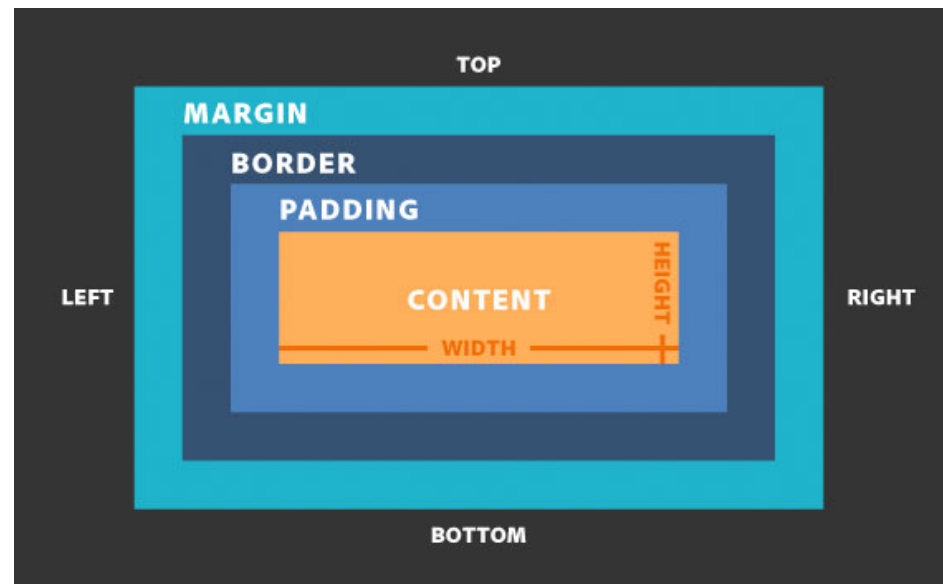 TOP
MARGIN
BORDER
PADDING
HEIGHT
LEFT
CONTENT
RIGHT
WIDTH
BOTTOM